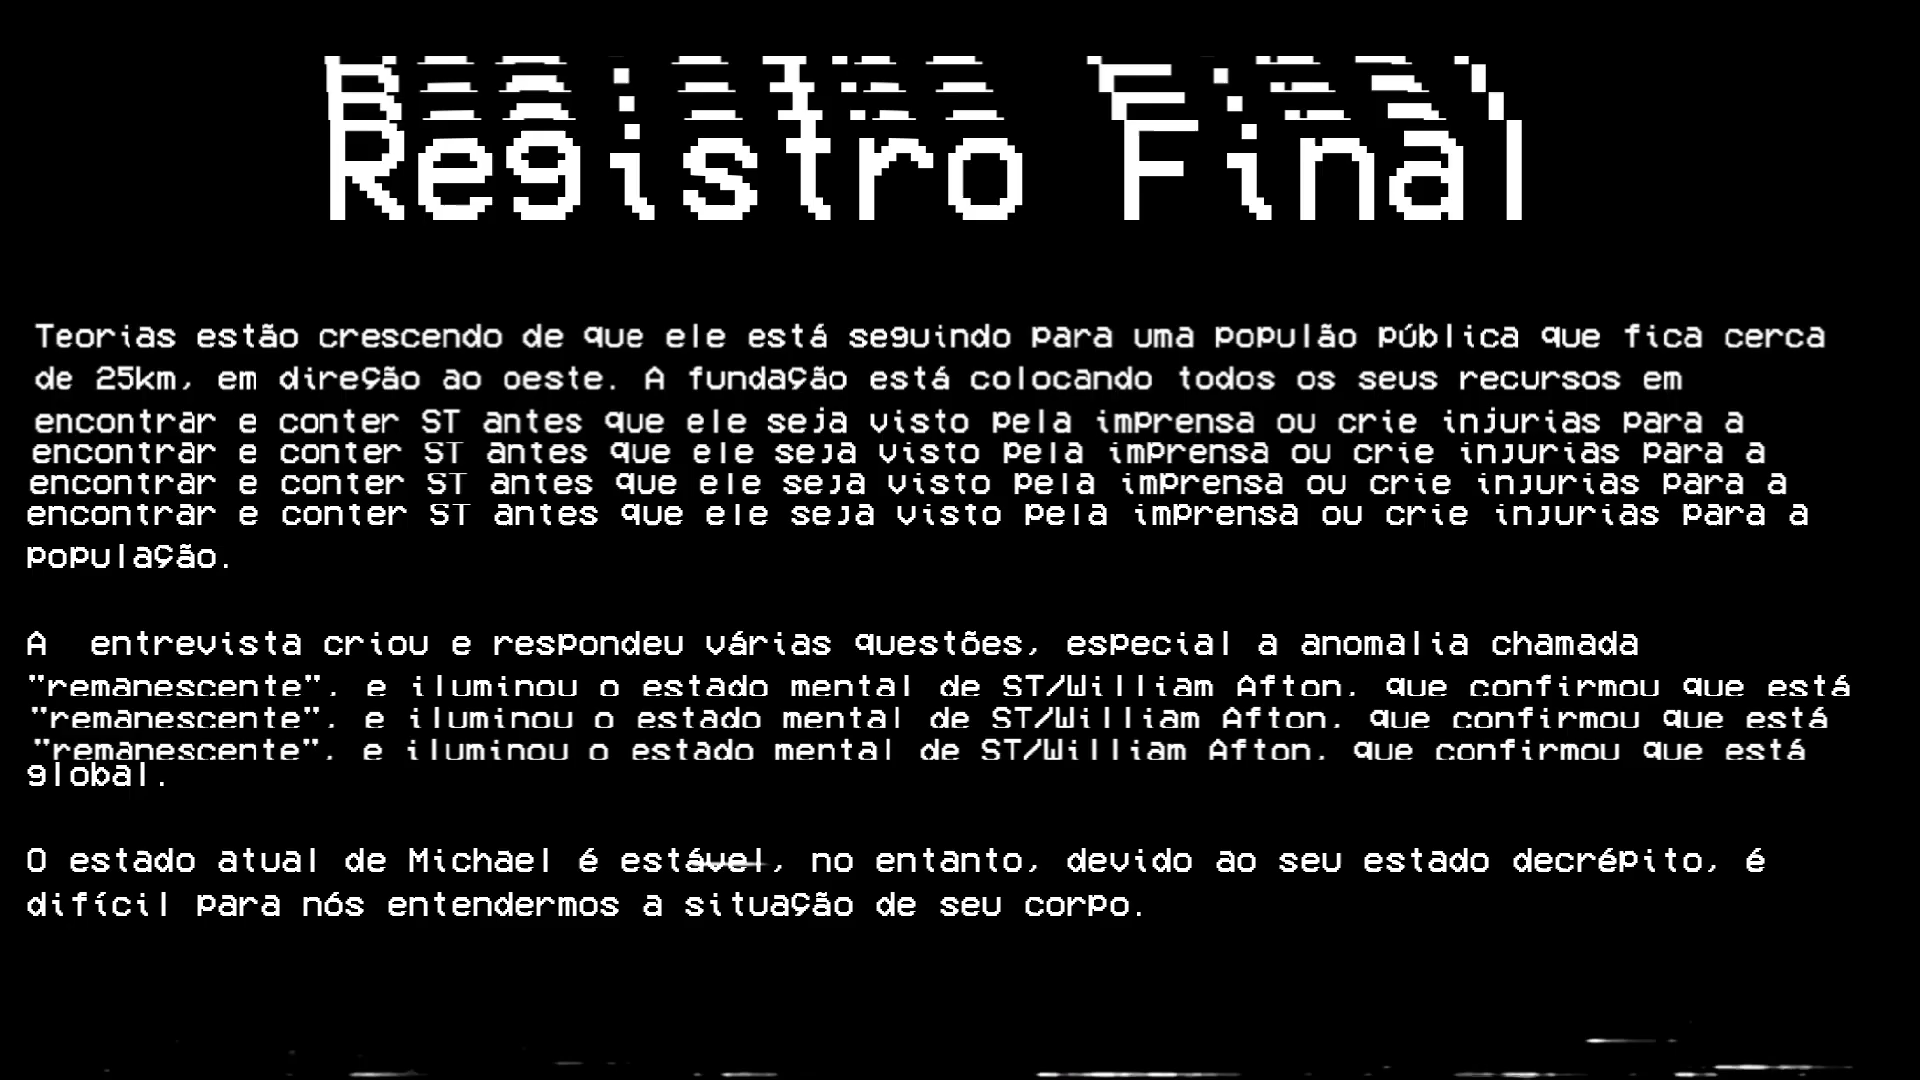 Registro Final
Teorias estão crescendo de que ele está seguindo para uma populão pública que fica cerca
de 25km, em direção ao oeste. A fundação está colocando todos os seus recursos em
encontrar e conter ST antes que ele seja visto pela imprensa ou crie injurias para a
encontrar e conter ST antes que ele seja visto pela imprensa ou crie injurias para a
encontrar e conter ST antes que ele seja visto pela imprensa ou crie injurias para a
encontrar e conter ST antes que ele seja visto pela imprensa ou crie injurias para a
população.
A entrevista criou e respondeu várias questões, especial a anomalia chamada
"remanescente", e iluminou o estado mental de ST/William Afton, que confirmou que está
"remanescente", e iluminou o estado mental de ST/William Afton, que confirmou que está
"remanescente", e iluminou o estado mental de ST/William Afton, que confirmou que está
global.
O estado atual de Michael é estável, no entanto, devido ao seu estado decrépito, é
difícil para nós entendermos a situação de seu corpo.